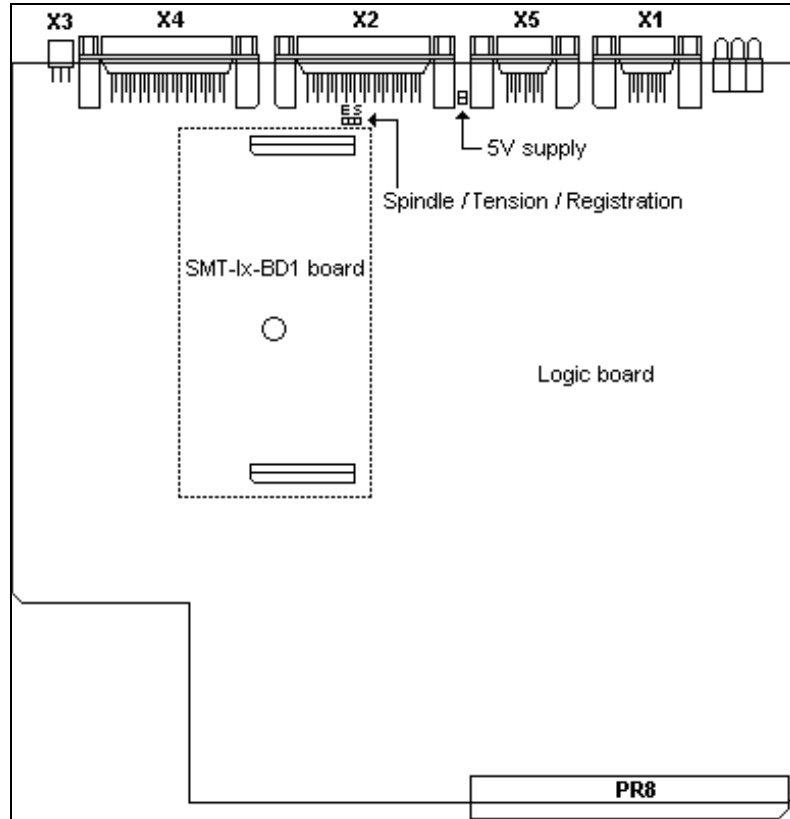 X3 X4 X2 X5 X1
E S
5V supply
Spindle / Tension / Registration
SMT-Ix-BD1 board
Logic board
PR8